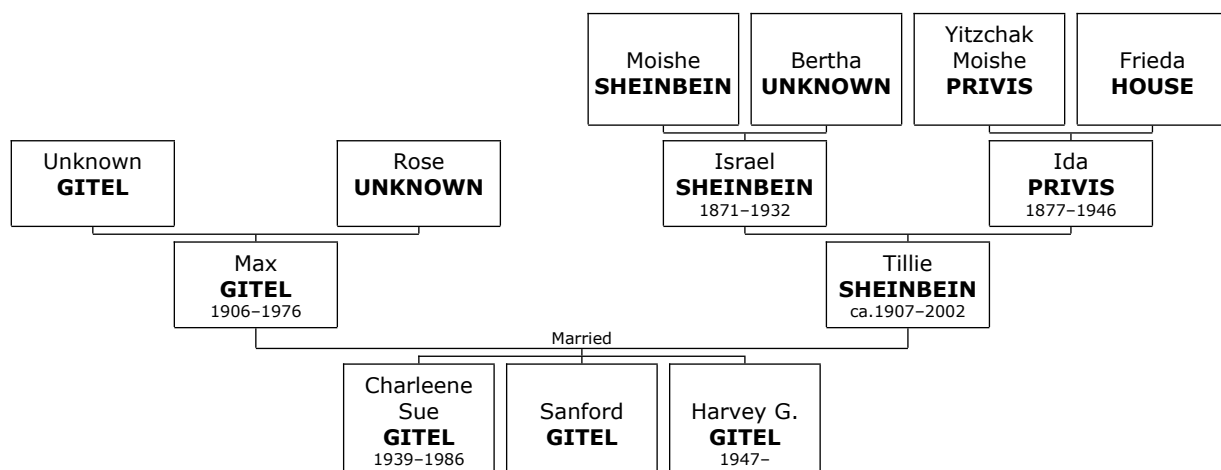 Moishe
SHEINBEIN
Bertha
UNKNOWN
Yitzchak
Moishe
PRIVIS
Frieda
HOUSE
Unknown
GITEL
Rose
UNKNOWN
Israel
SHEINBEIN
1871–1932
Ida
PRIVIS
1877–1946
Max
GITEL
1906–1976
Tillie
SHEINBEIN
ca.1907–2002
Married
Charleene
Sue
GITEL
1939–1986
Sanford
GITEL
Harvey G.
GITEL
1947–